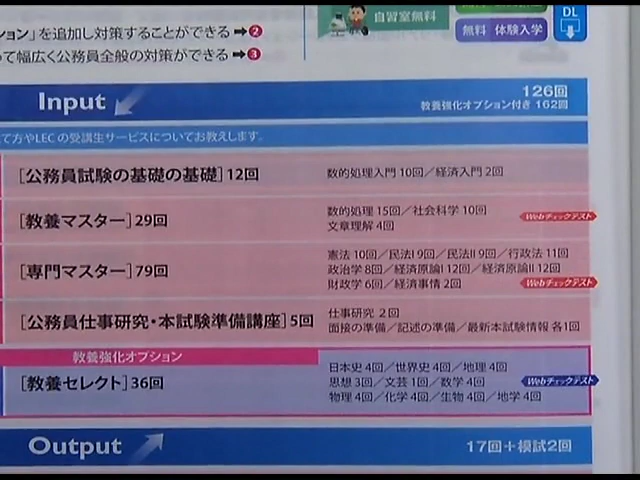 ション」を追加し対策することができる➡❷
って幅広く公務員全般の対策ができる➡❸
自習室無料
無料 体験入学
DL
Input
126回
教養強化オプション付き 162回
て方やLECの受講生サービスについてお教えします。
[公務員試験の基礎の基礎]12回
数的処理入門 10回/経済入門 2回
[教養マスター]29回
数的処理 15回/社会科学 10回
文章理解 4回
Webチェックテスト
[専門マスター]79回
憲法 10回/民法I 9回/民法II 9回/行政法 11回
政治学 8回/経済原論I 12回/経済原論II 12回
財政学 6回/経済事情 2回
Webチェックテスト
[公務員仕事研究・本試験準備講座]5回
仕事研究 2回
面接の準備/記述の準備/最新本試験情報 各1回
教養強化オプション
[教養セレクト]36回
日本史 4回/世界史 4回/地理 4回
思想 3回/文芸 1回/数学 4回
物理 4回/化学 4回/生物 4回/地学 4回
Webチェックテスト
Output
17回+模試2回